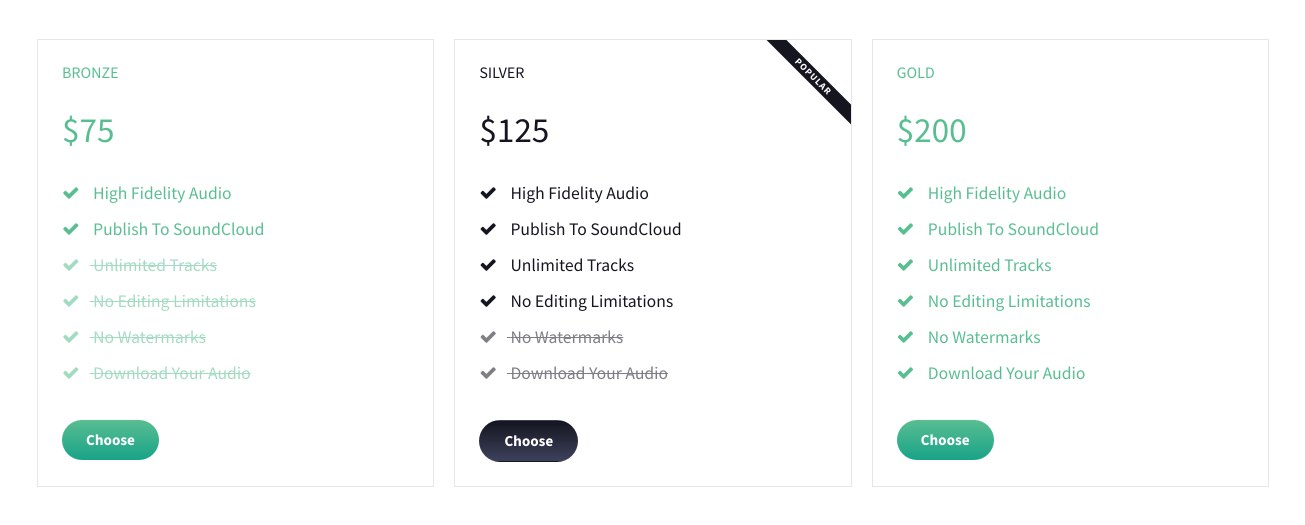 BRONZE
$75
High Fidelity Audio
Publish To SoundCloud
Unlimited Tracks
No Editing Limitations
No Watermarks
Download Your Audio
Choose
SILVER
POPULAR
$125
High Fidelity Audio
Publish To SoundCloud
Unlimited Tracks
No Editing Limitations
No Watermarks
Download Your Audio
Choose
GOLD
$200
High Fidelity Audio
Publish To SoundCloud
Unlimited Tracks
No Editing Limitations
No Watermarks
Download Your Audio
Choose